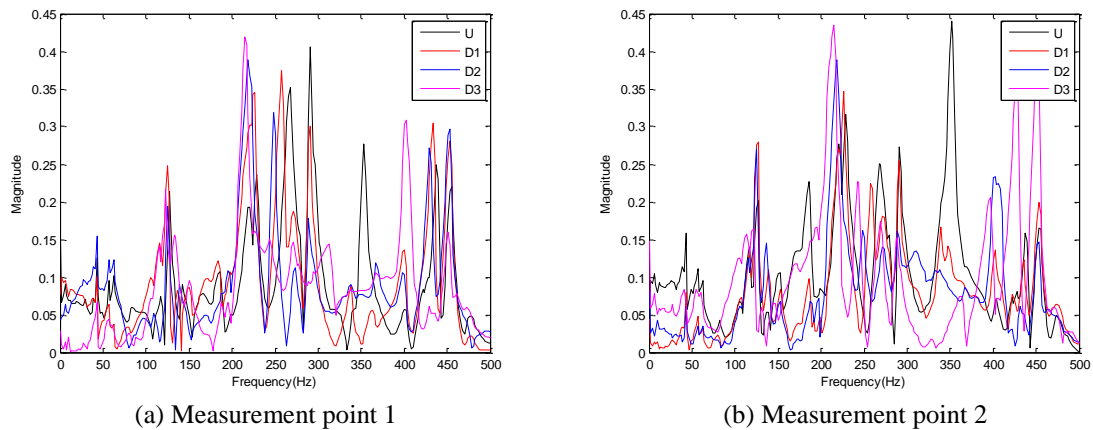 0.45
0.4
0.35
0.3
0.25
0.2
0.15
0.1
0.05
0
Magnitude
0 50 100 150 200 250 300 350 400 450 500
Frequency(Hz)
U
D1
D2
D3
(a) Measurement point 1
0.45
0.4
0.35
0.3
0.25
0.2
0.15
0.1
0.05
0
Magnitude
0 50 100 150 200 250 300 350 400 450 500
Frequency(Hz)
U
D1
D2
D3
(b) Measurement point 2